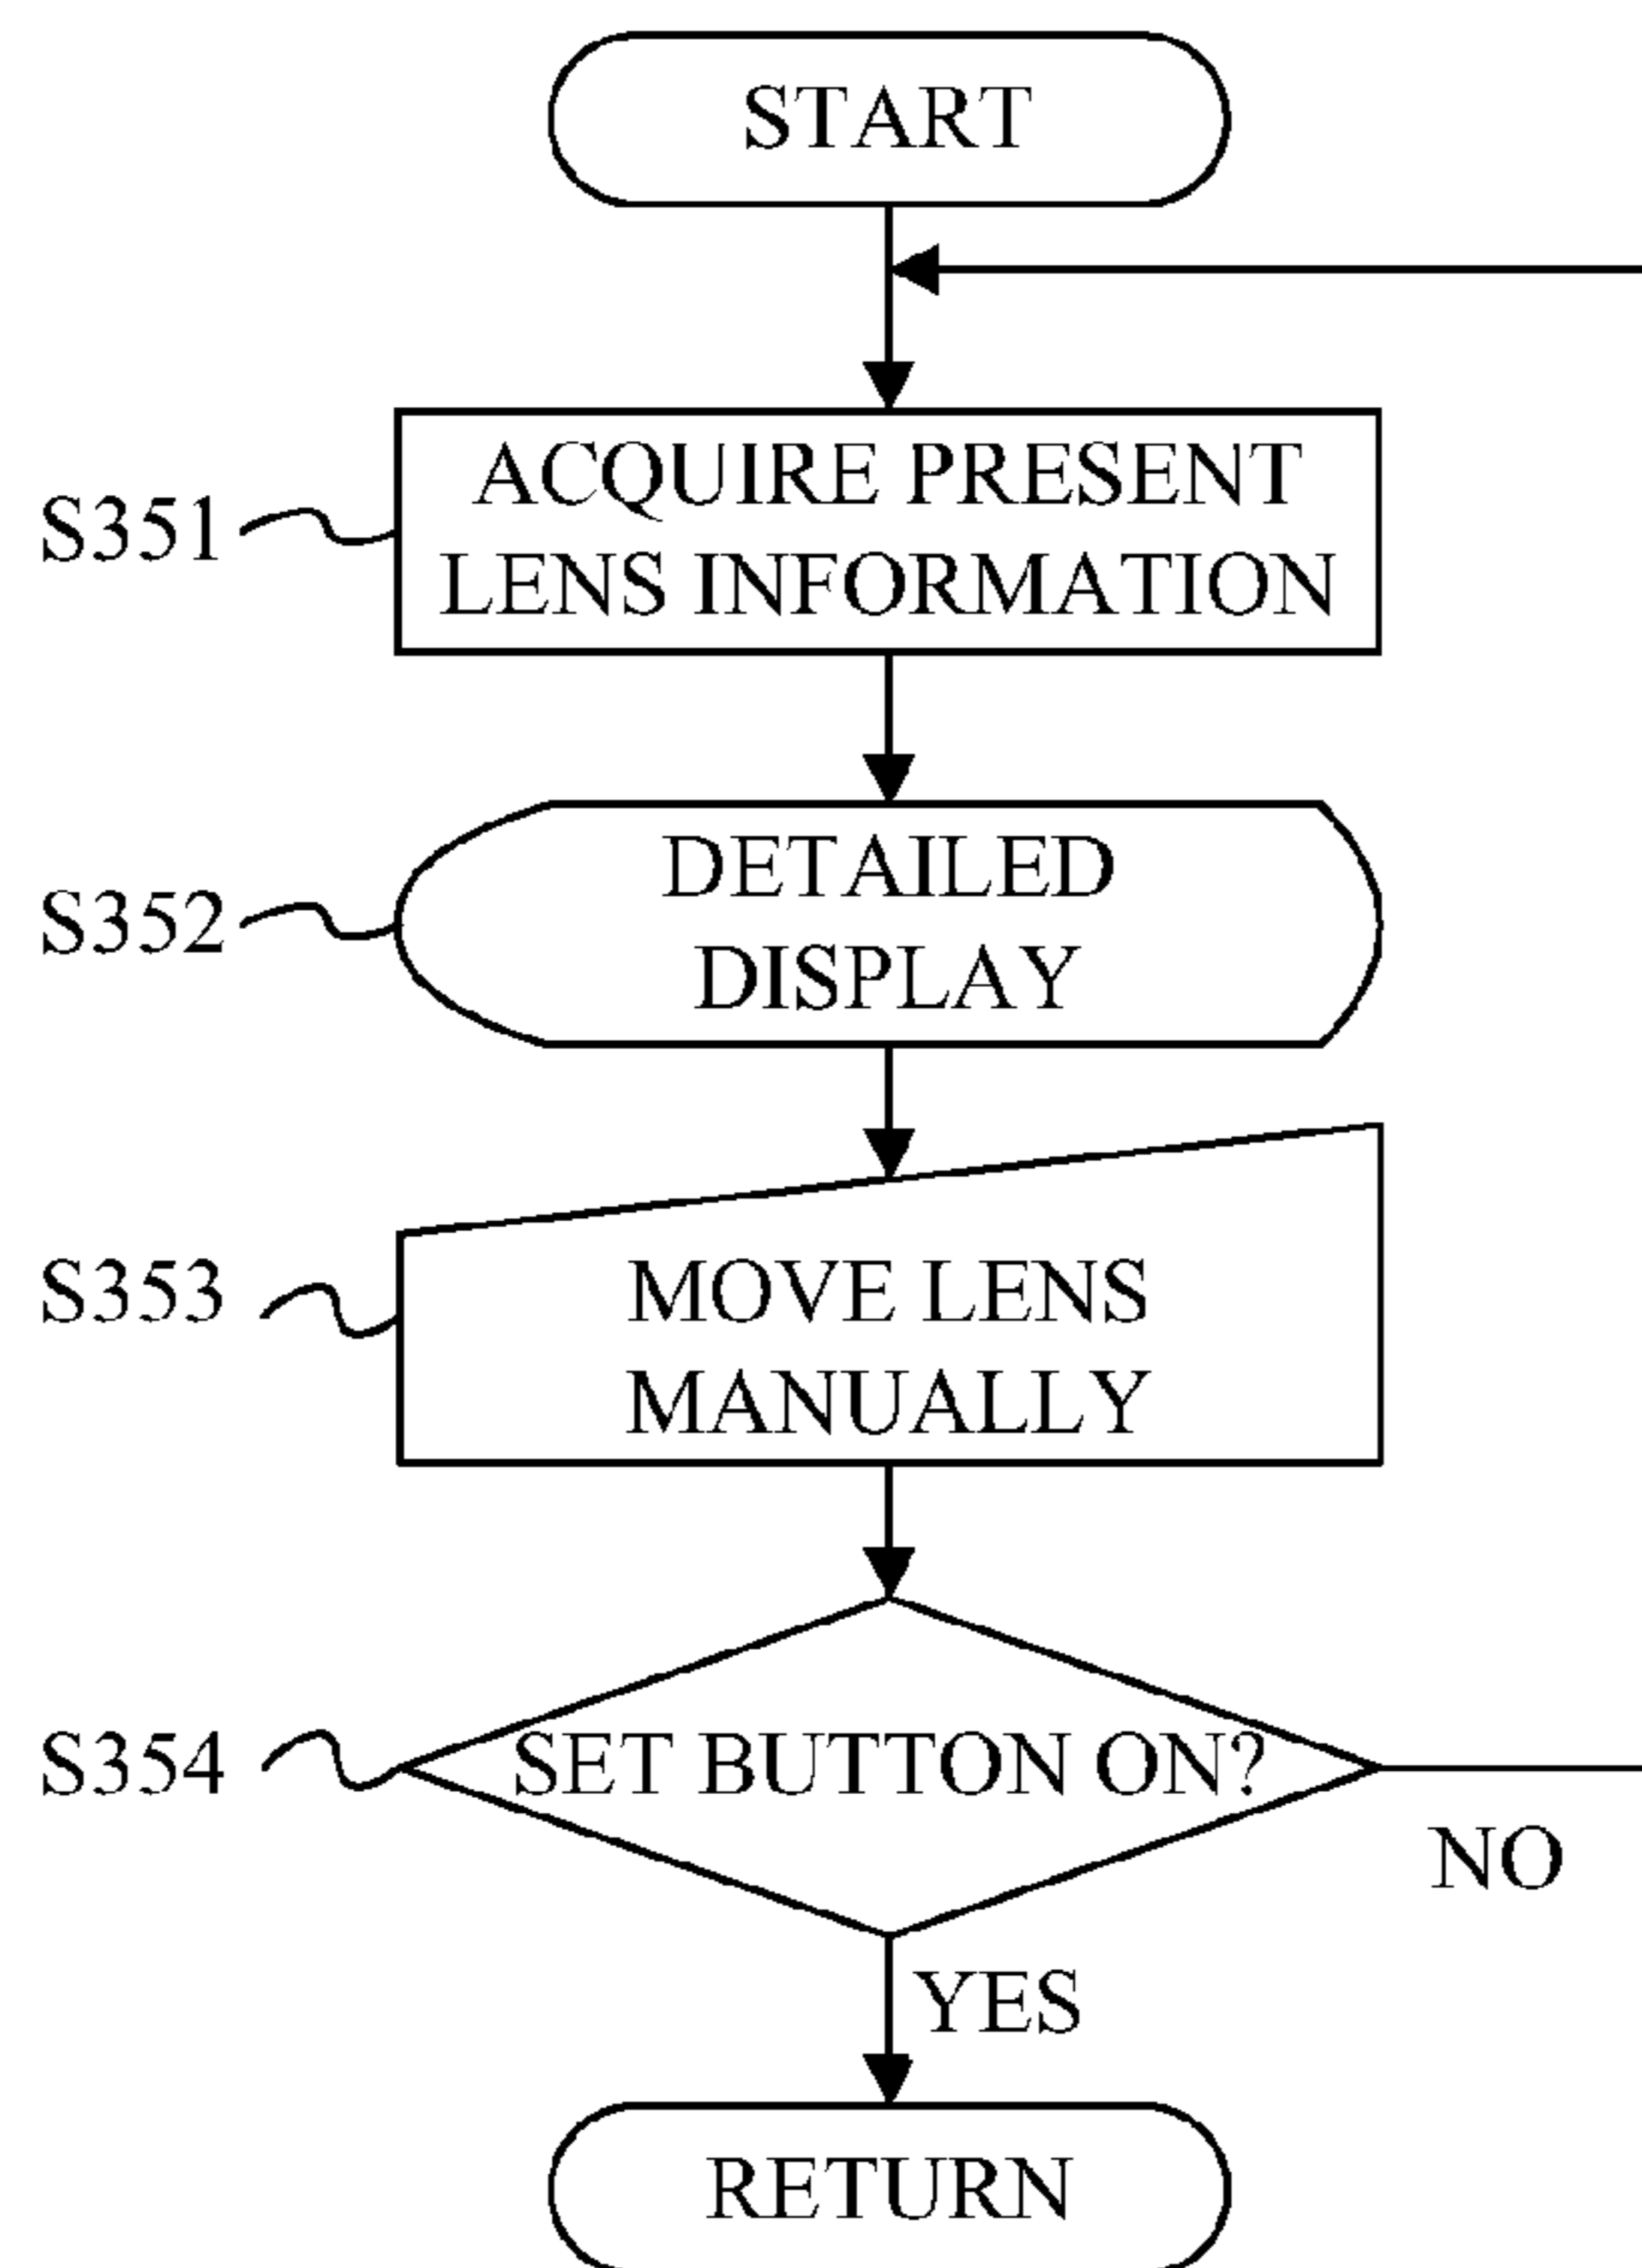 START
S351
ACQUIRE PRESENT
LENS INFORMATION
S352
DETAILED
DISPLAY
S353
MOVE LENS
MANUALLY
S354
SET BUTTON ON?
NO
YES
RETURN